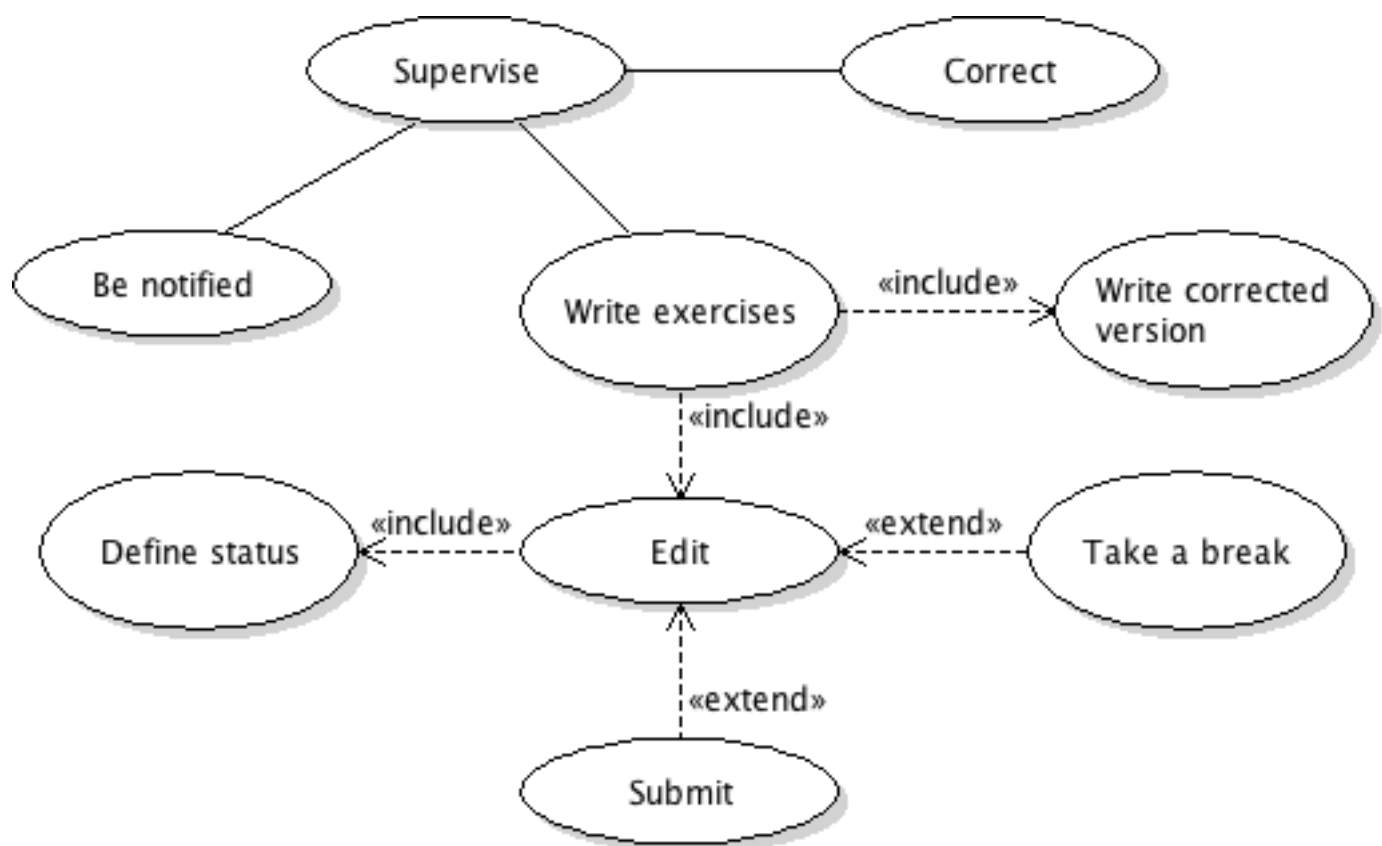 Supervise
Correct
Be notified
Write exercises
«include»
Write corrected
version
«include»
Define status
«include»
Edit
«extend»
Take a break
«extend»
Submit